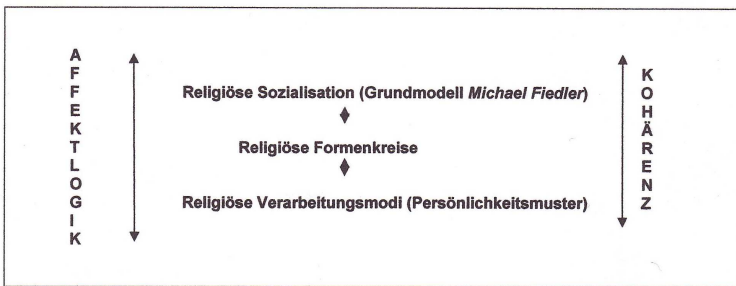 AFFEKTLOGIK
Religiöse Sozialisation (Grundmodell Michael Fiedler)
Religiöse Formenkreise
Religiöse Verarbeitungsmodi (Persönlichkeitsmuster)
KOHÄRENZ